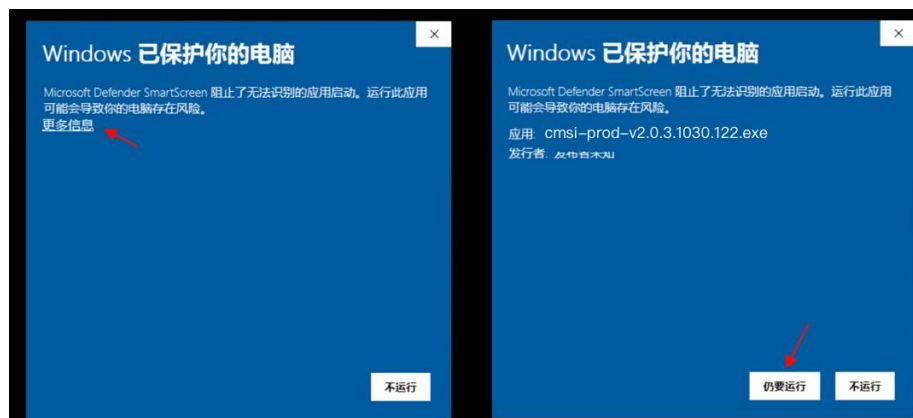 Windows 已保护你的电脑
Microsoft Defender SmartScreen 阻止了无法识别的应用启动。运行此应用
可能会导致你的电脑存在风险。
更多信息
不运行
Windows 已保护你的电脑
Microsoft Defender SmartScreen 阻止了无法识别的应用启动。运行此应用
可能会导致你的电脑存在风险。
应用: cmsi-prod-v2.0.3.1030.122.exe
发行者: 发布者未知
仍要运行
不运行